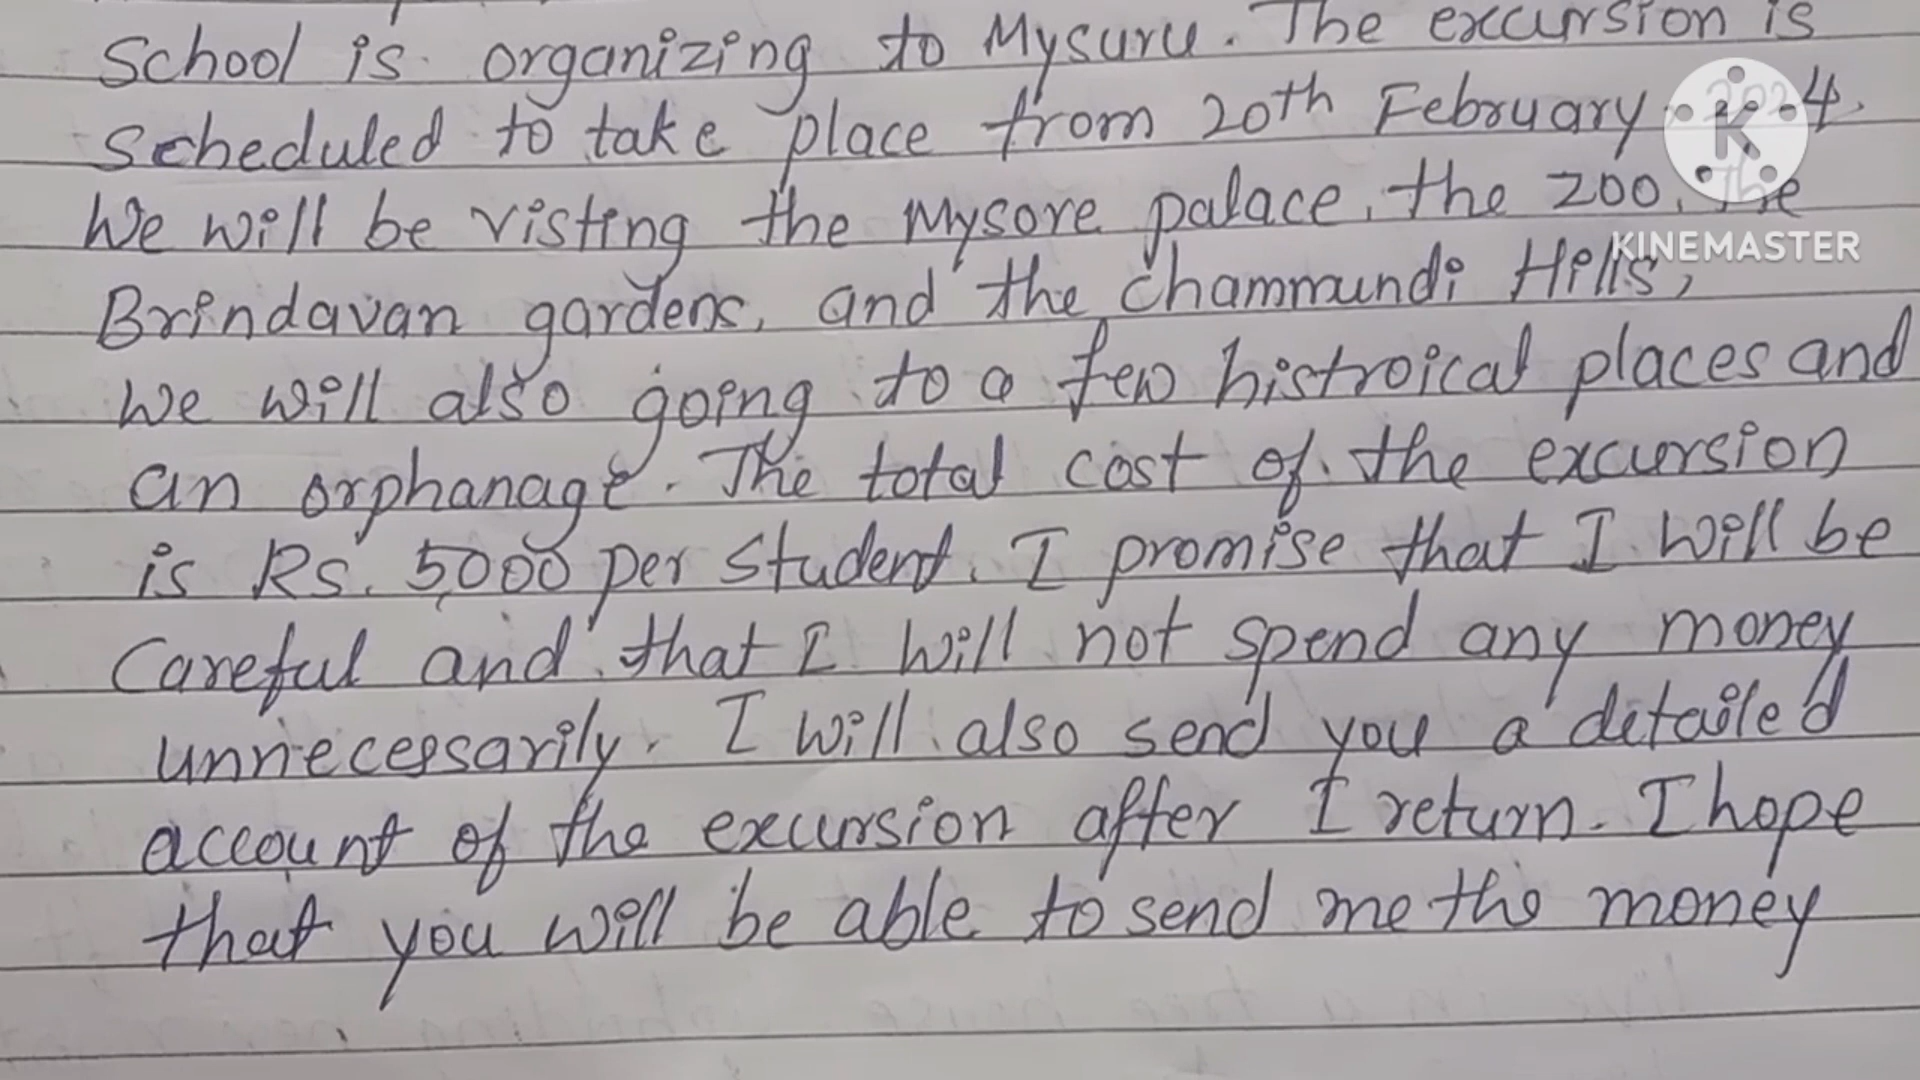 School is organizing to Mysuru. The excursion is
scheduled to take place from 20th February 2024.
We will be visting the Mysore palace, the zoo, the
KINEMASTER
Brindavan gardens, and the Chammundi Hills,
we will also going to a few histroical places and
an orphanage. The total cost of the excursion
is Rs. 5,000 per student. I promise that I will be
Careful and that I will not spend any money
unnecessarily. I will also send you a ditailed
account of the excursion after I return. I hope
that you will be able to send me the money